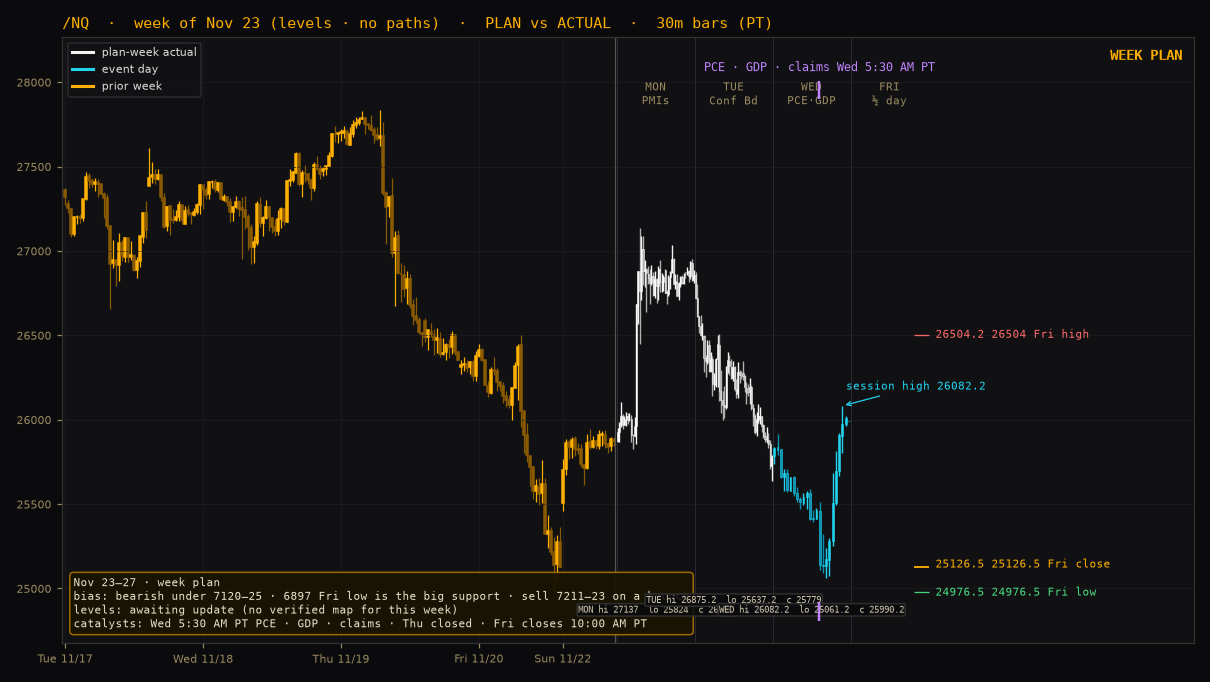 /NQ · week of Nov 23 (levels · no paths) · PLAN vs ACTUAL · 30m bars (PT)
plan-week actual
event day
prior week
WEEK PLAN
PCE · GDP · claims Wed 5:30 AM PT
MON
PMIs
TUE
Conf Bd
WED
PCE·GDP
FRI
½ day
28000
27500
27000
26500
26000
25500
25000
26504.2 26504 Fri high
session high 26082.2
25126.5 25126.5 Fri close
24976.5 24976.5 Fri low
Nov 23–27 · week plan
bias: bearish under 7120–25 · 6897 Fri low is the big support · sell 7211–23 on a
levels: awaiting update (no verified map for this week)
catalysts: Wed 5:30 AM PT PCE · GDP · claims · Thu closed · Fri closes 10:00 AM PT
TUE hi 26875.2 lo 25637.2 c 25779
MON hi 27137 lo 25824 c 26
WED hi 26082.2 lo 25061.2 c 25990.2
Tue 11/17
Wed 11/18
Thu 11/19
Fri 11/20
Sun 11/22